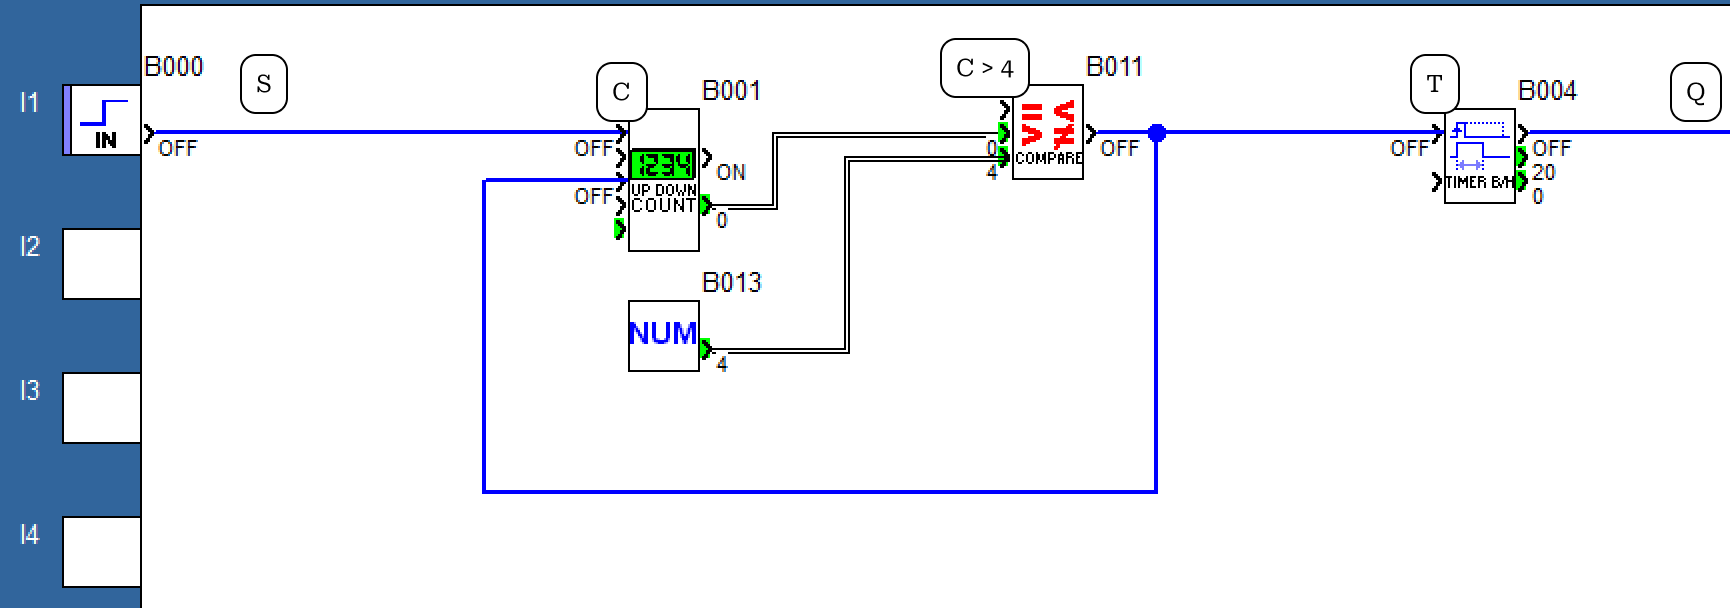 I1
B000
IN
OFF
S
C
B001
OFF
OFF
1234
UP DOWN
COUNT
ON
0
B013
NUM
4
C > 4
B011
0
4
COMPARE
OFF
T
B004
OFF
TIMER B/H
OFF
20
0
Q
I2
I3
I4